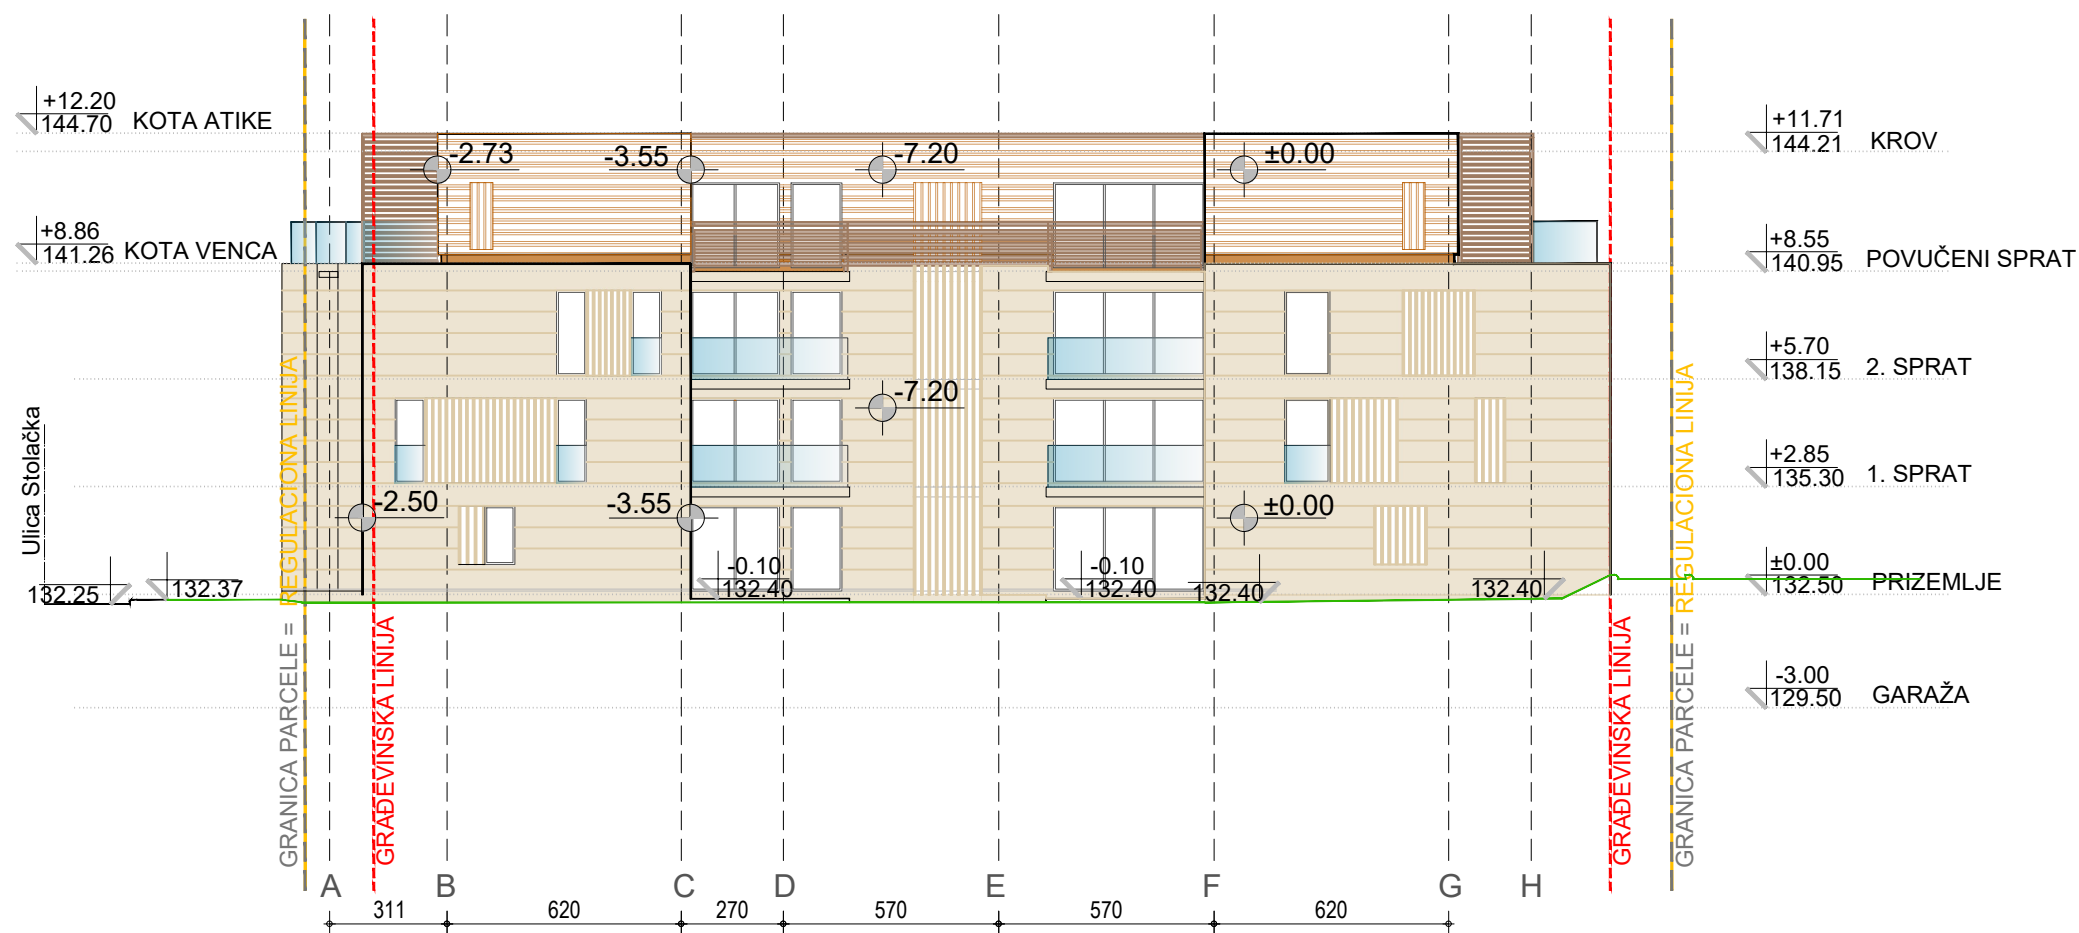 +12.20
144.70 KOTA ATIKE
+11.71
144.21 KROV
-2.73
-3.55
-7.20
±0.00
+8.86
141.26 KOTA VENCA
+8.55
140.95 POVUČENI SPRAT
+5.70
138.15 2. SPRAT
-7.20
+2.85
135.30 1. SPRAT
-2.50
-3.55
±0.00
Ulica Stolačka
-0.10
132.40
-0.10
132.40
132.40
132.40
±0.00
132.50 PRIZEMLJE
132.25
132.37
GRANICA PARCELE = REGULACIONA LINIJA
GRAĐEVINSKA LINIJA
GRAĐEVINSKA LINIJA
GRANICA PARCELE = REGULACIONA LINIJA
-3.00
129.50 GARAŽA
A B C D E F G H
311 620 270 570 570 620